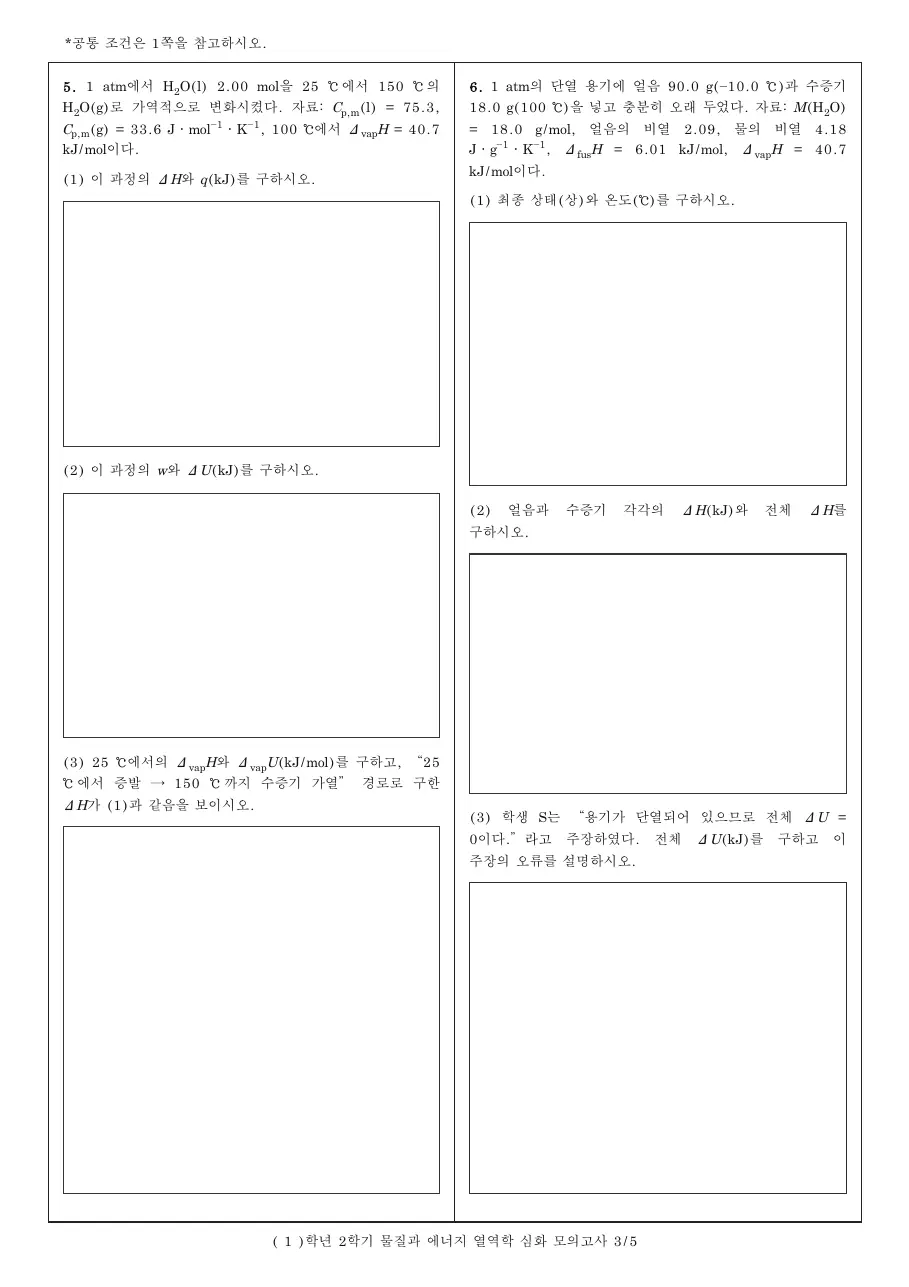 *공통 조건은 1쪽을 참고하시오.
5. 1 atm에서 H₂O(l) 2.00 mol을 25 ℃에서 150 ℃의
H₂O(g)로 가역적으로 변화시켰다. 자료: Cp,m(l) = 75.3,
Cp,m(g) = 33.6 J·mol⁻¹·K⁻¹, 100 ℃에서 ΔvapH = 40.7
kJ/mol이다.
(1) 이 과정의 ΔH와 q(kJ)를 구하시오.
(2) 이 과정의 w와 ΔU(kJ)를 구하시오.
(3) 25 ℃에서의 ΔvapH와 ΔvapU(kJ/mol)를 구하고, “25
℃에서 증발 → 150 ℃까지 수증기 가열” 경로로 구한
ΔH가 (1)과 같음을 보이시오.
6. 1 atm의 단열 용기에 얼음 90.0 g(−10.0 ℃)과 수증기
18.0 g(100 ℃)을 넣고 충분히 오래 두었다. 자료: M(H₂O)
= 18.0 g/mol, 얼음의 비열 2.09, 물의 비열 4.18
J·g⁻¹·K⁻¹, ΔfusH = 6.01 kJ/mol, ΔvapH = 40.7
kJ/mol이다.
(1) 최종 상태(상)와 온도(℃)를 구하시오.
(2) 얼음과 수증기 각각의 ΔH(kJ)와 전체 ΔH를
구하시오.
(3) 학생 S는 “용기가 단열되어 있으므로 전체 ΔU =
0이다.”라고 주장하였다. 전체 ΔU(kJ)를 구하고 이
주장의 오류를 설명하시오.
( 1 )학년 2학기 물질과 에너지 열역학 심화 모의고사 3/5